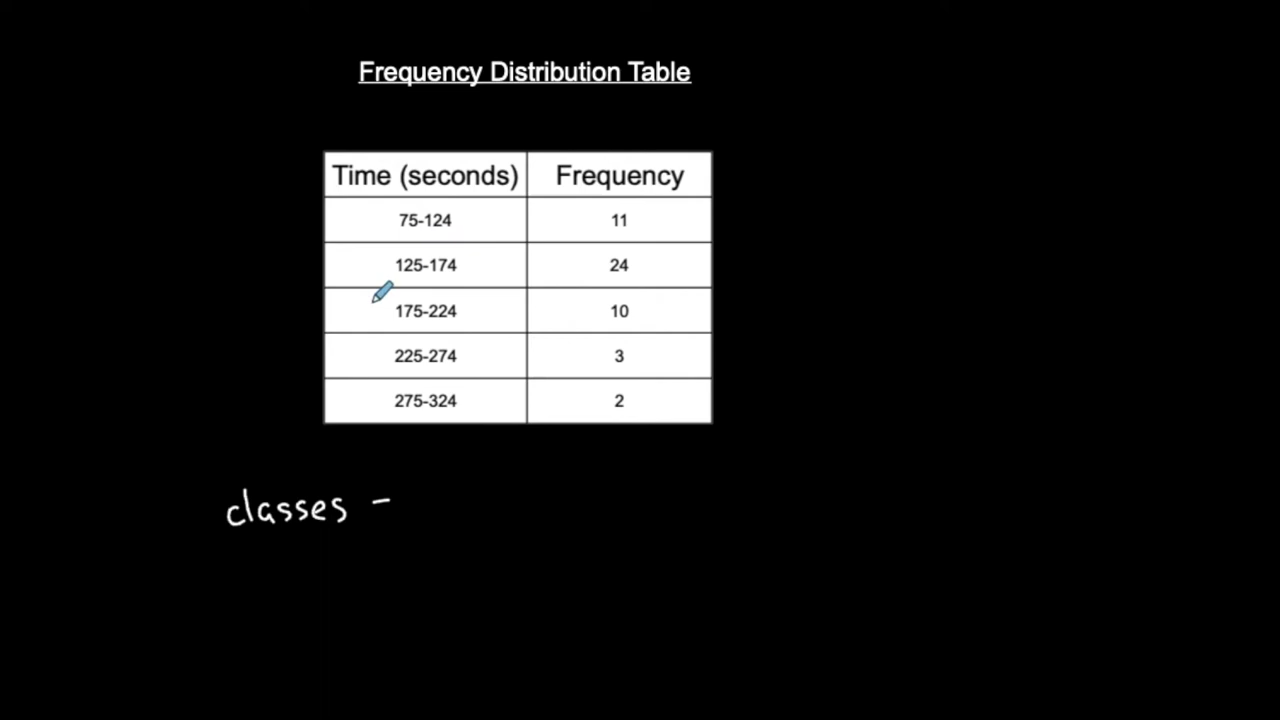 Frequency Distribution Table
Time (seconds) Frequency
75-124 11
125-174 24
175-224 10
225-274 3
275-324 2
classes -